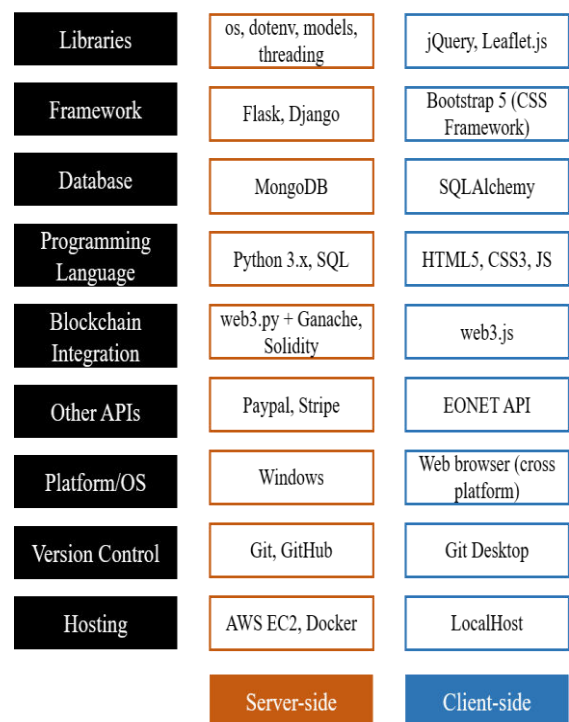 Libraries
os, dotenv, models,
threading
jQuery, Leaflet.js
Framework
Flask, Django
Bootstrap 5 (CSS
Framework)
Database
MongoDB
SQLAlchemy
Programming
Language
Python 3.x, SQL
HTML5, CSS3, JS
Blockchain
Integration
web3.py + Ganache,
Solidity
web3.js
Other APIs
Paypal, Stripe
EONET API
Platform/OS
Windows
Web browser (cross
platform)
Version Control
Git, GitHub
Git Desktop
Hosting
AWS EC2, Docker
LocalHost
Server-side
Client-side